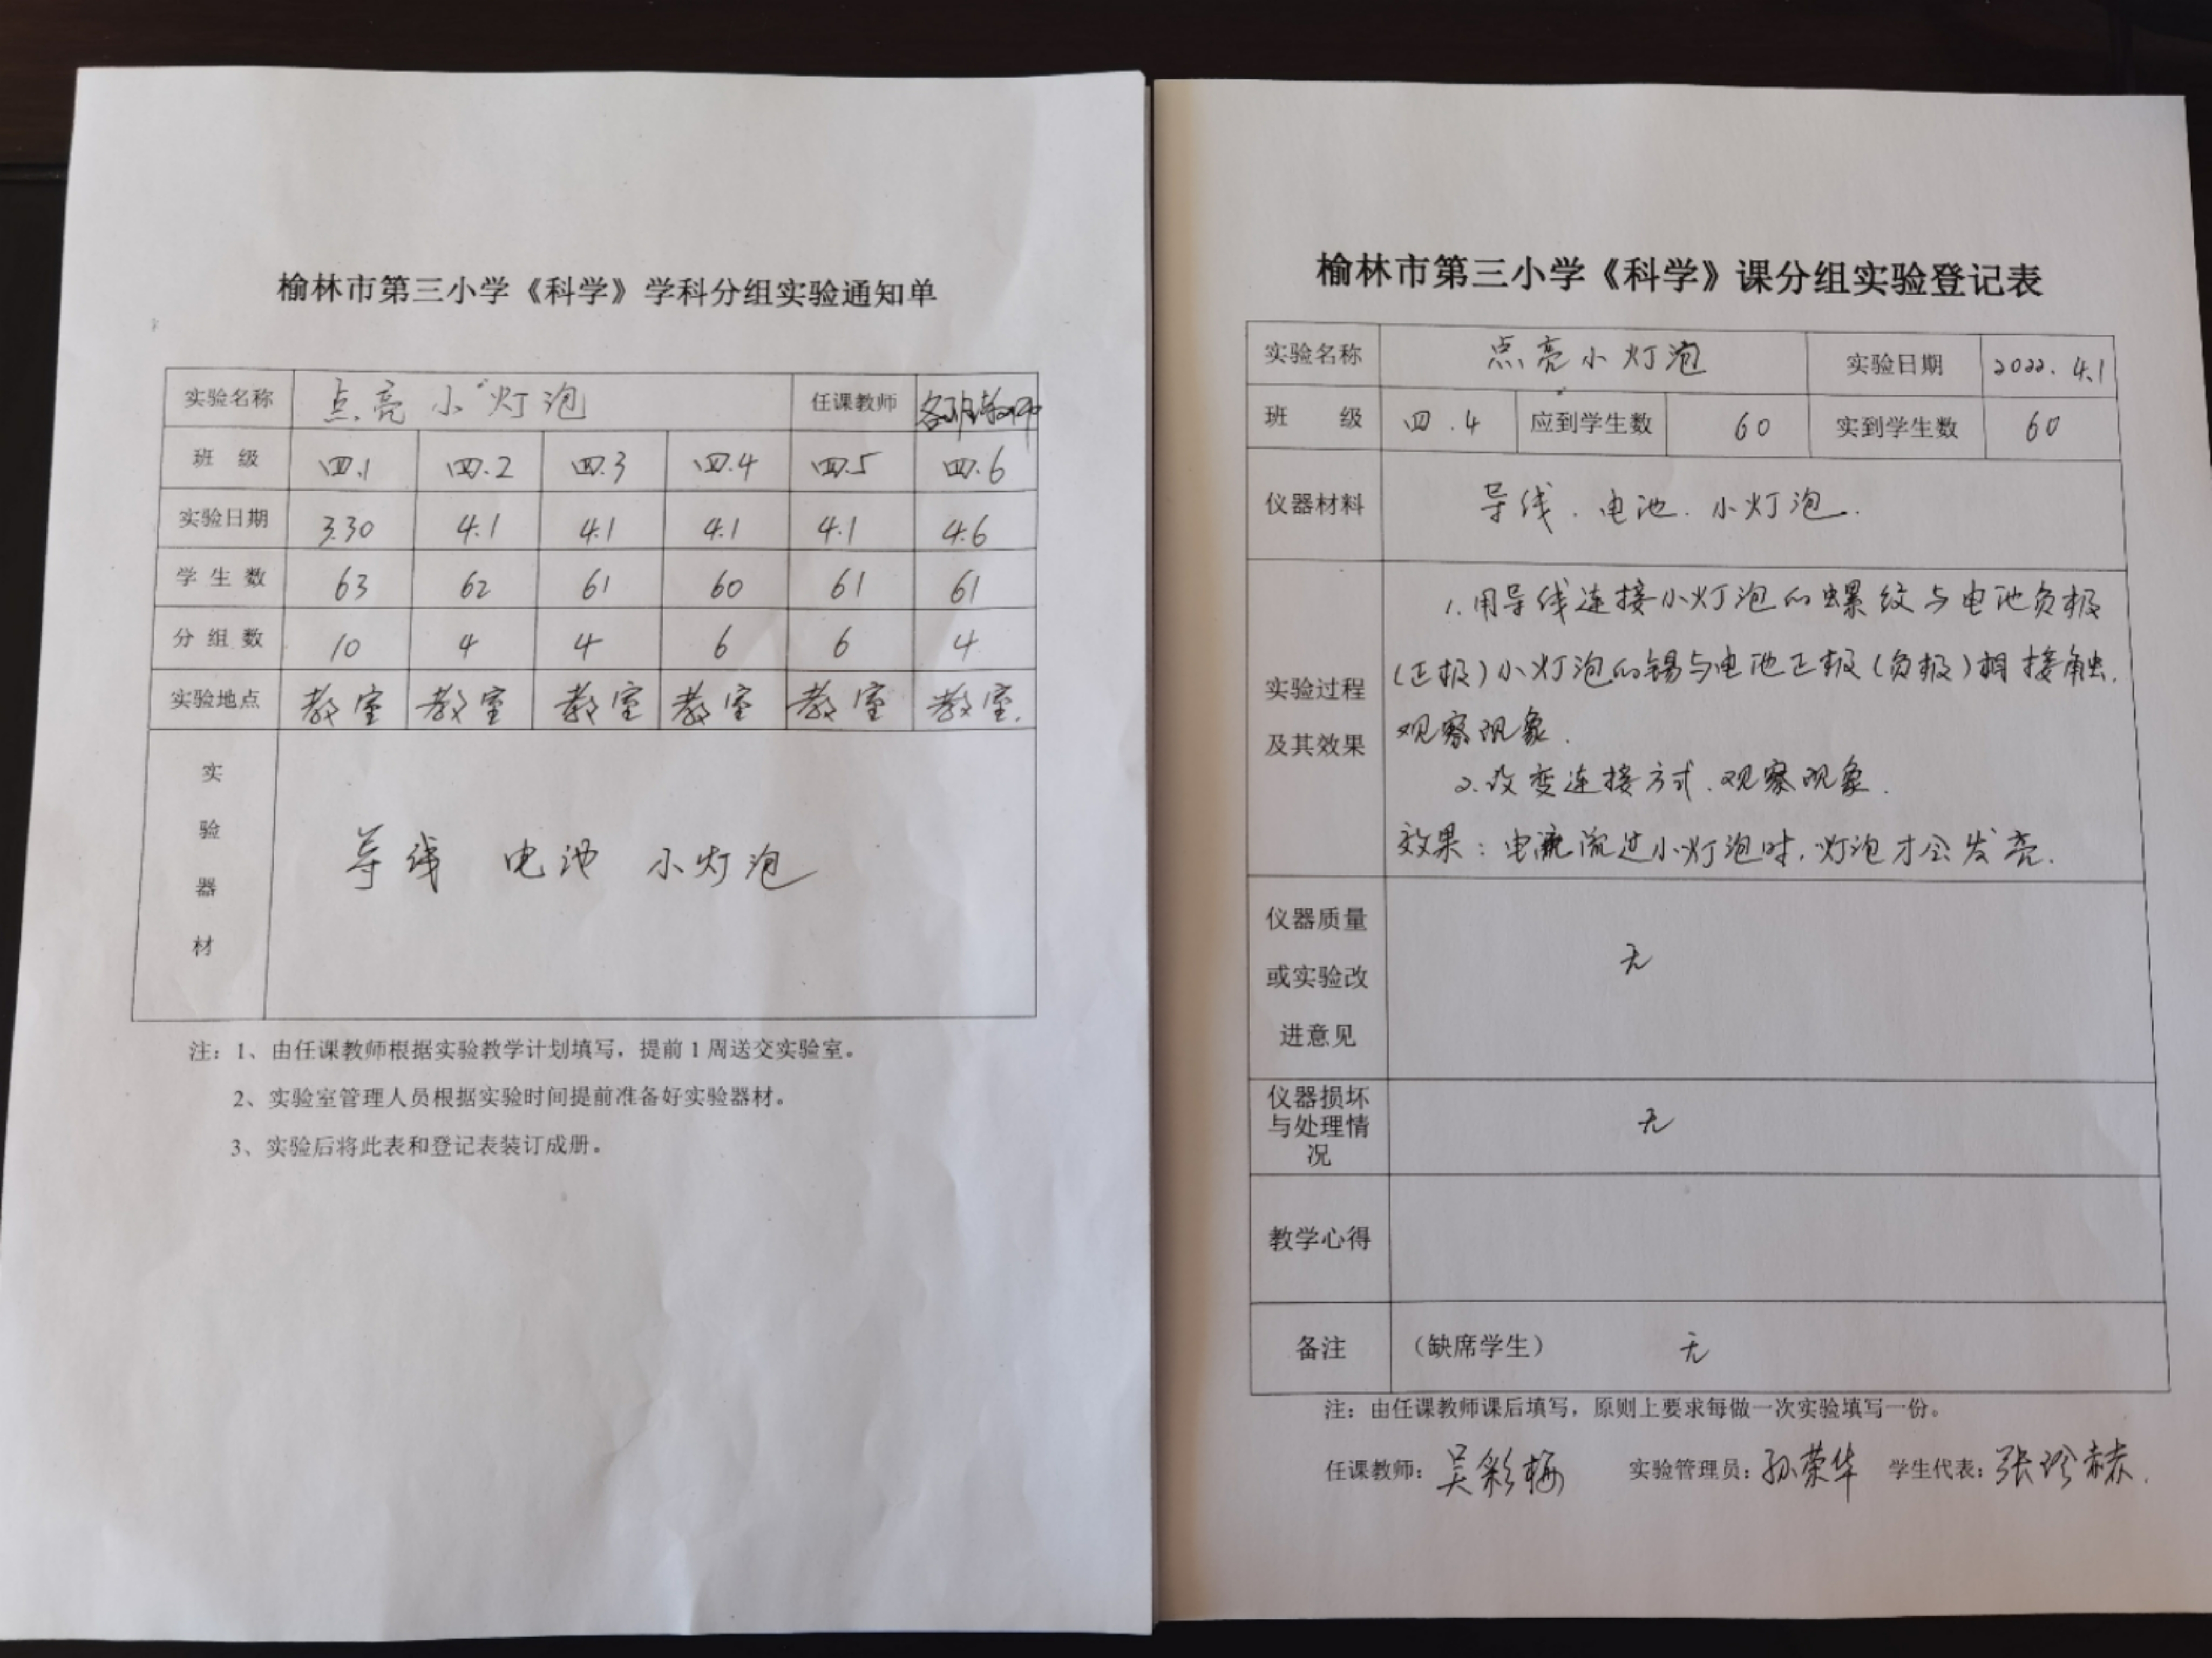 榆林市第三小学《科学》学科分组实验通知单
实验名称 点亮小灯泡 任课教师 各班教师
班 级 四.1 四.2 四.3 四.4 四.5 四.6
实验日期 3.30 4.1 4.1 4.1 4.1 4.6
学 生 数 63 62 61 60 61 61
分 组 数 10 4 4 6 6 4
实验地点 教室 教室 教室 教室 教室 教室.
实
验
器
材
导线 电池 小灯泡
注：1、由任课教师根据实验教学计划填写，提前1周送交实验室。
2、实验室管理人员根据实验时间提前准备好实验器材。
3、实验后将此表和登记表装订成册。
榆林市第三小学《科学》课分组实验登记表
实验名称 点亮小灯泡 实验日期 2022.4.1
班 级 四.4 应到学生数 60 实到学生数 60
仪器材料 导线.电池.小灯泡.
实验过程
及其效果
1.用导线连接小灯泡的螺纹与电池负极
(正极)小灯泡的锡与电池正极(负极)相接触.
观察现象.
2.改变连接方式.观察现象.
效果：电流流过小灯泡时,灯泡才会发亮.
仪器质量
或实验改
进意见
无
仪器损坏
与处理情
况
无
教学心得
备注 （缺席学生） 无
注：由任课教师课后填写，原则上要求每做一次实验填写一份。
任课教师：吴彩梅 实验管理员：孙荣华 学生代表：张珍赫.